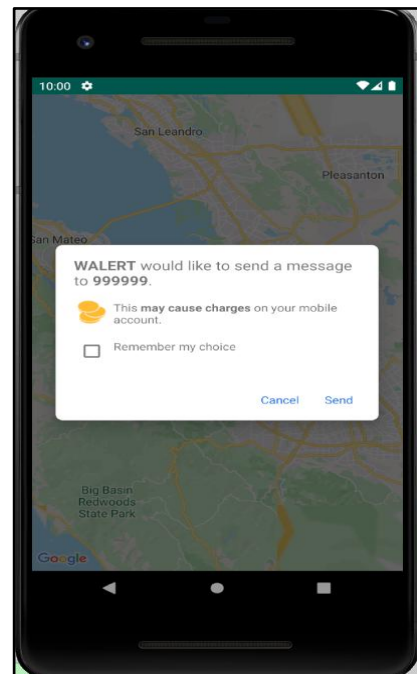 10:00
San Leandro
Pleasanton
San Mateo
WALERT would like to send a message
to 999999.
This may cause charges on your mobile
account.
Remember my choice
Cancel Send
Big Basin
Redwoods
State Park
Google